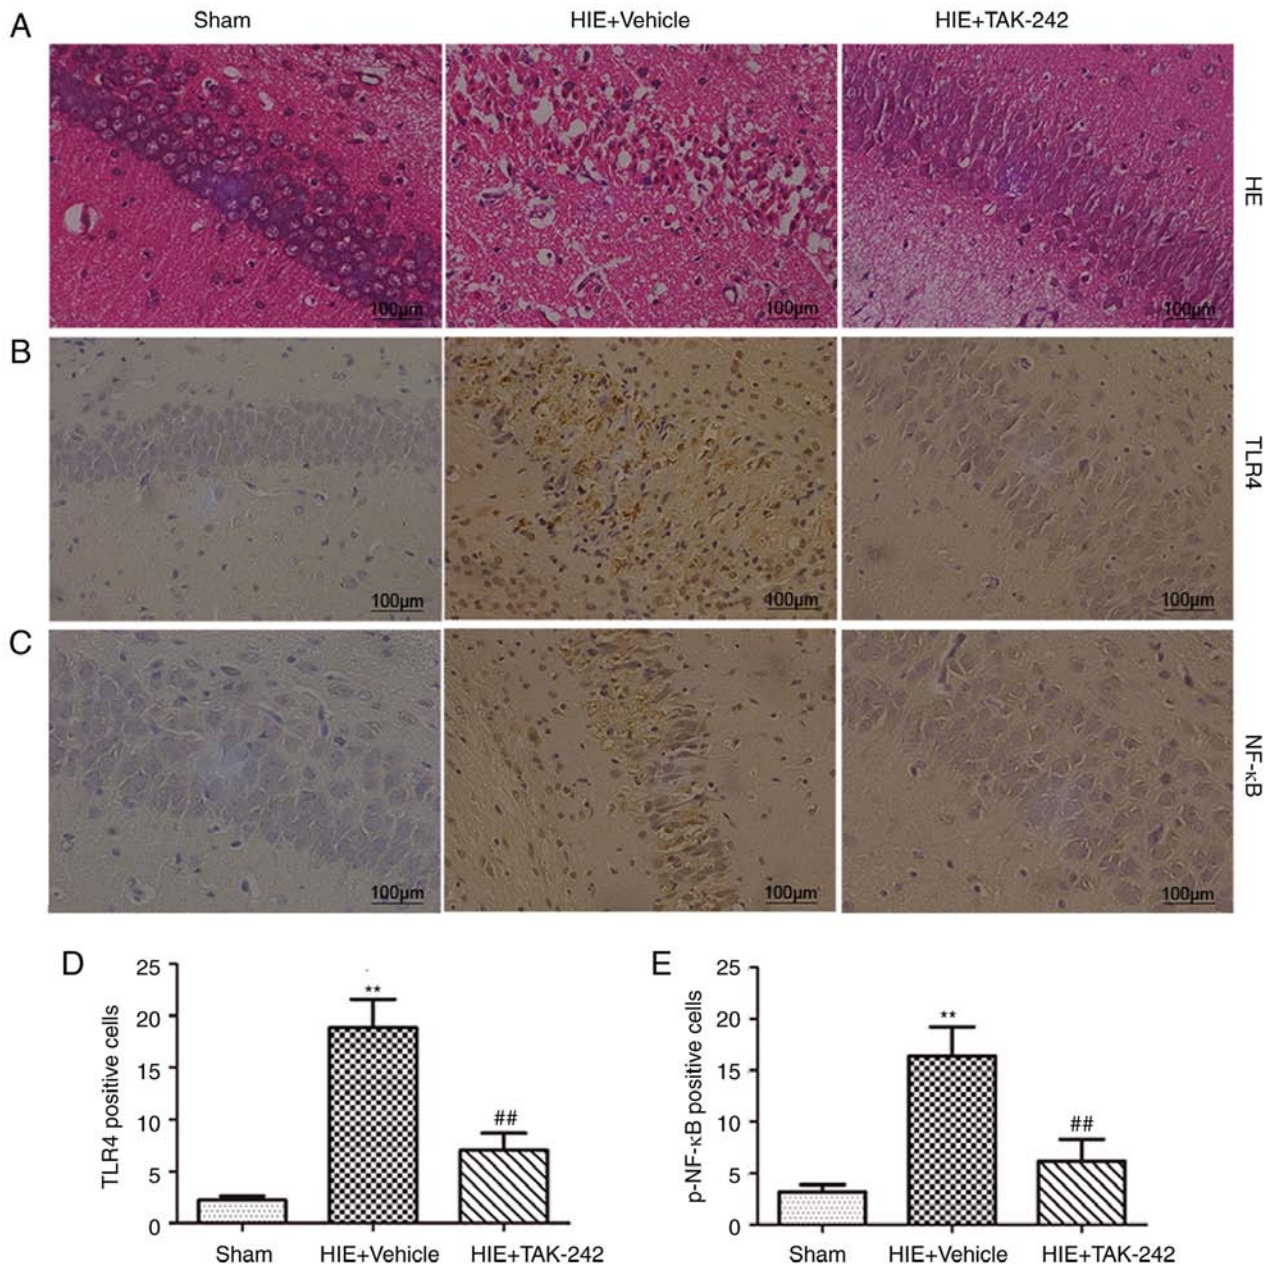 A
Sham
HIE+Vehicle
HIE+TAK-242
100μm
100μm
100μm
HE
B
100μm
100μm
100μm
TLR4
C
100μm
100μm
100μm
NF-κB
D
TLR4 positive cells
25
20
15
10
5
0
**
##
Sham
HIE+Vehicle
HIE+TAK-242
E
p-NF-κB positive cells
25
20
15
10
5
0
**
##
Sham
HIE+Vehicle
HIE+TAK-242